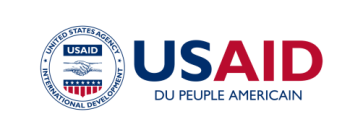 UNITED STATES AGENCY
USAID
INTERNATIONAL DEVELOPMENT
USAID
DU PEUPLE AMERICAIN